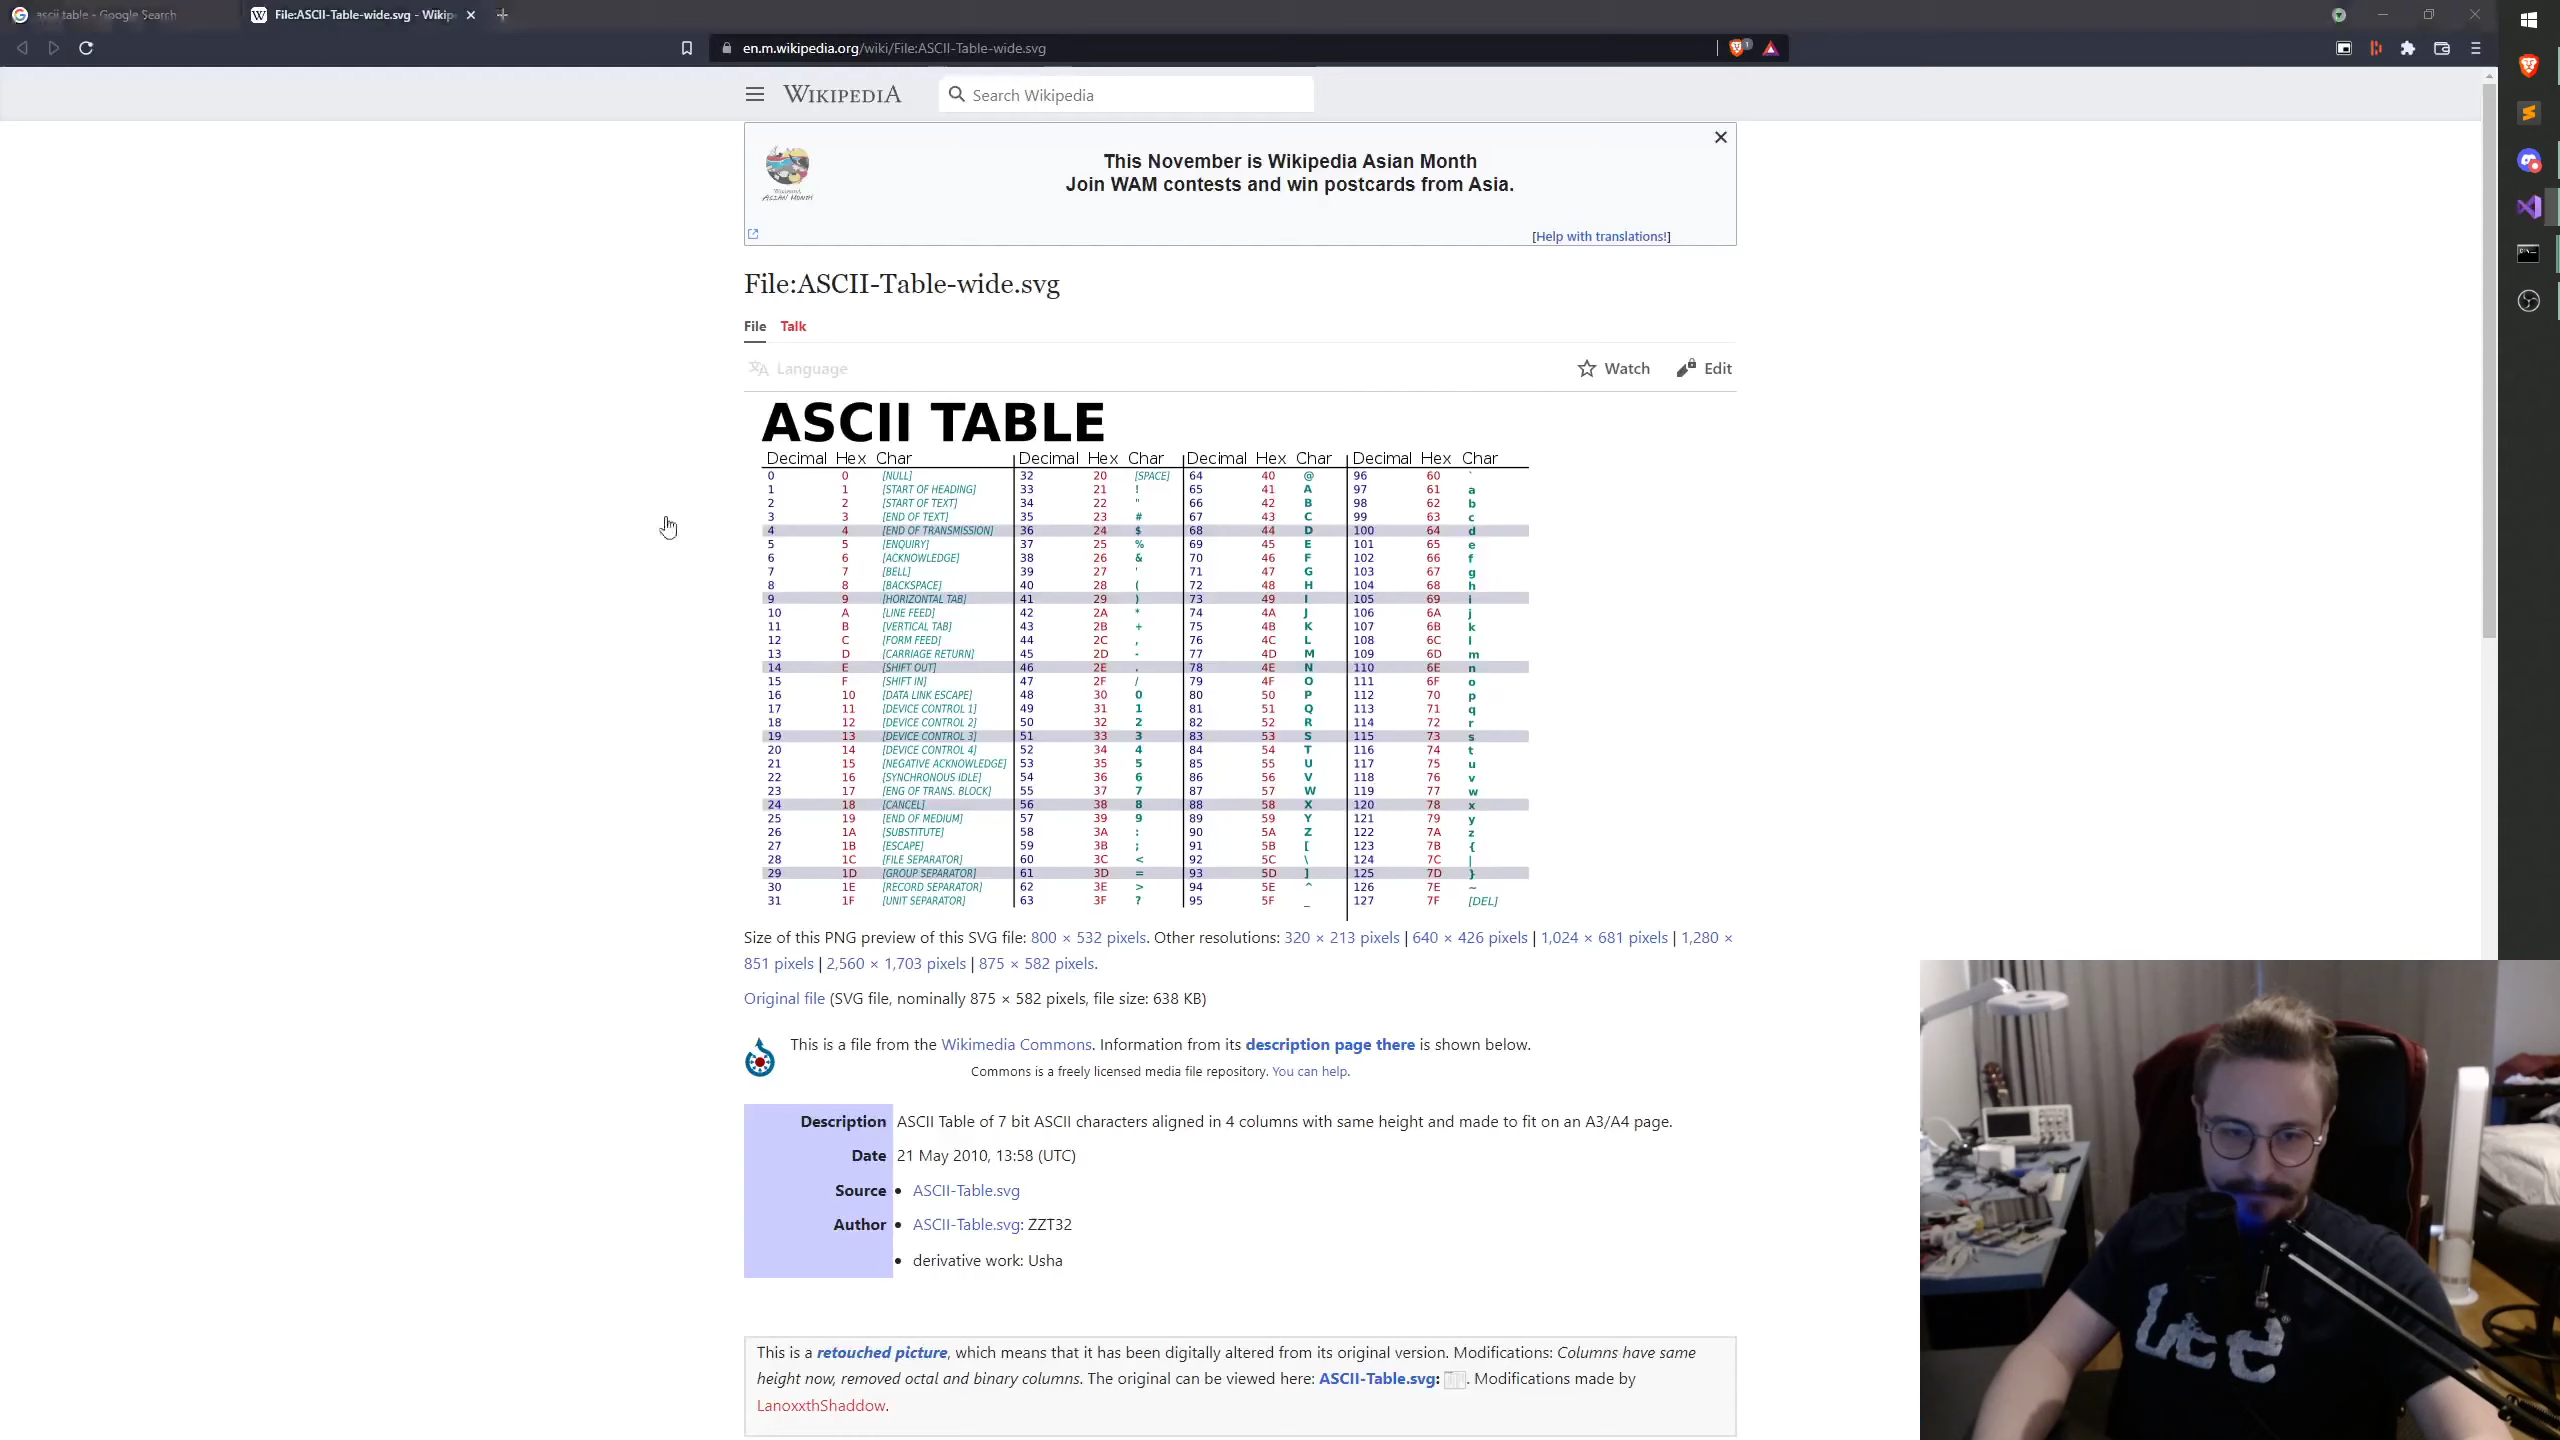 ascii table - Google Search
File:ASCII-Table-wide.svg - Wikip
en.m.wikipedia.org/wiki/File:ASCII-Table-wide.svg
1
WIKIPEDIA
Search Wikipedia
This November is Wikipedia Asian Month
Join WAM contests and win postcards from Asia.
WIKIPEDIA
ASIAN MONTH
[Help with translations!]
File:ASCII-Table-wide.svg
File Talk
Language
Watch Edit
ASCII TABLE
Decimal Hex Char Decimal Hex Char Decimal Hex Char Decimal Hex Char
0 0 [NULL] 32 20 [SPACE] 64 40 @ 96 60 `
1 1 [START OF HEADING] 33 21 ! 65 41 A 97 61 a
2 2 [START OF TEXT] 34 22 " 66 42 B 98 62 b
3 3 [END OF TEXT] 35 23 # 67 43 C 99 63 c
4 4 [END OF TRANSMISSION] 36 24 $ 68 44 D 100 64 d
5 5 [ENQUIRY] 37 25 % 69 45 E 101 65 e
6 6 [ACKNOWLEDGE] 38 26 & 70 46 F 102 66 f
7 7 [BELL] 39 27 ' 71 47 G 103 67 g
8 8 [BACKSPACE] 40 28 ( 72 48 H 104 68 h
9 9 [HORIZONTAL TAB] 41 29 ) 73 49 I 105 69 i
10 A [LINE FEED] 42 2A * 74 4A J 106 6A j
11 B [VERTICAL TAB] 43 2B + 75 4B K 107 6B k
12 C [FORM FEED] 44 2C , 76 4C L 108 6C l
13 D [CARRIAGE RETURN] 45 2D - 77 4D M 109 6D m
14 E [SHIFT OUT] 46 2E . 78 4E N 110 6E n
15 F [SHIFT IN] 47 2F / 79 4F O 111 6F o
16 10 [DATA LINK ESCAPE] 48 30 0 80 50 P 112 70 p
17 11 [DEVICE CONTROL 1] 49 31 1 81 51 Q 113 71 q
18 12 [DEVICE CONTROL 2] 50 32 2 82 52 R 114 72 r
19 13 [DEVICE CONTROL 3] 51 33 3 83 53 S 115 73 s
20 14 [DEVICE CONTROL 4] 52 34 4 84 54 T 116 74 t
21 15 [NEGATIVE ACKNOWLEDGE] 53 35 5 85 55 U 117 75 u
22 16 [SYNCHRONOUS IDLE] 54 36 6 86 56 V 118 76 v
23 17 [ENG OF TRANS. BLOCK] 55 37 7 87 57 W 119 77 w
24 18 [CANCEL] 56 38 8 88 58 X 120 78 x
25 19 [END OF MEDIUM] 57 39 9 89 59 Y 121 79 y
26 1A [SUBSTITUTE] 58 3A : 90 5A Z 122 7A z
27 1B [ESCAPE] 59 3B ; 91 5B [ 123 7B {
28 1C [FILE SEPARATOR] 60 3C < 92 5C \ 124 7C |
29 1D [GROUP SEPARATOR] 61 3D = 93 5D ] 125 7D }
30 1E [RECORD SEPARATOR] 62 3E > 94 5E ^ 126 7E ~
31 1F [UNIT SEPARATOR] 63 3F ? 95 5F _ 127 7F [DEL]
Size of this PNG preview of this SVG file: 800 × 532 pixels. Other resolutions: 320 × 213 pixels | 640 × 426 pixels | 1,024 × 681 pixels | 1,280 ×
851 pixels | 2,560 × 1,703 pixels | 875 × 582 pixels.
Original file (SVG file, nominally 875 × 582 pixels, file size: 638 KB)
This is a file from the Wikimedia Commons. Information from its description page there is shown below.
Commons is a freely licensed media file repository. You can help.
Description ASCII Table of 7 bit ASCII characters aligned in 4 columns with same height and made to fit on an A3/A4 page.
Date 21 May 2010, 13:58 (UTC)
Source • ASCII-Table.svg
Author • ASCII-Table.svg: ZZT32
• derivative work: Usha
This is a retouched picture, which means that it has been digitally altered from its original version. Modifications: Columns have same
height now, removed octal and binary columns. The original can be viewed here: ASCII-Table.svg: . Modifications made by
LanoxxthShaddow.
Lee